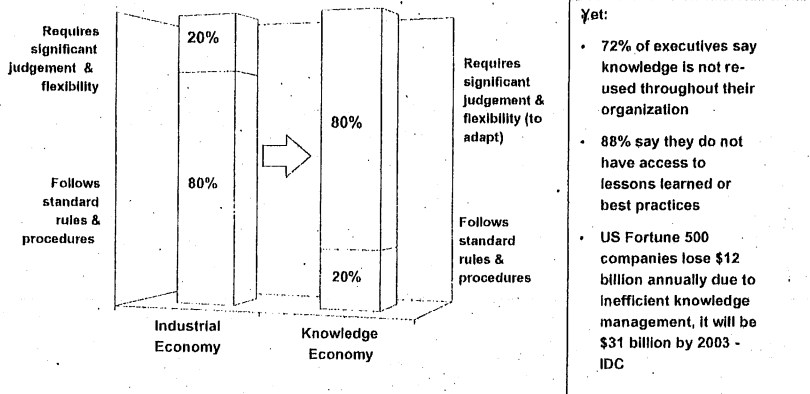 Requires
significant
judgement &
flexibility
20%
80%
Follows
standard
rules &
procedures
Industrial
Economy
80%
20%
Knowledge
Economy
Requires
significant
judgement &
flexibility (to
adapt)
Follows
standard
rules &
procedures
Yet:
• 72% of executives say
knowledge is not re-
used throughout their
organization
• 88% say they do not
have access to
lessons learned or
best practices
• US Fortune 500
companies lose $12
billion annually due to
inefficient knowledge
management, it will be
$31 billion by 2003 -
IDC